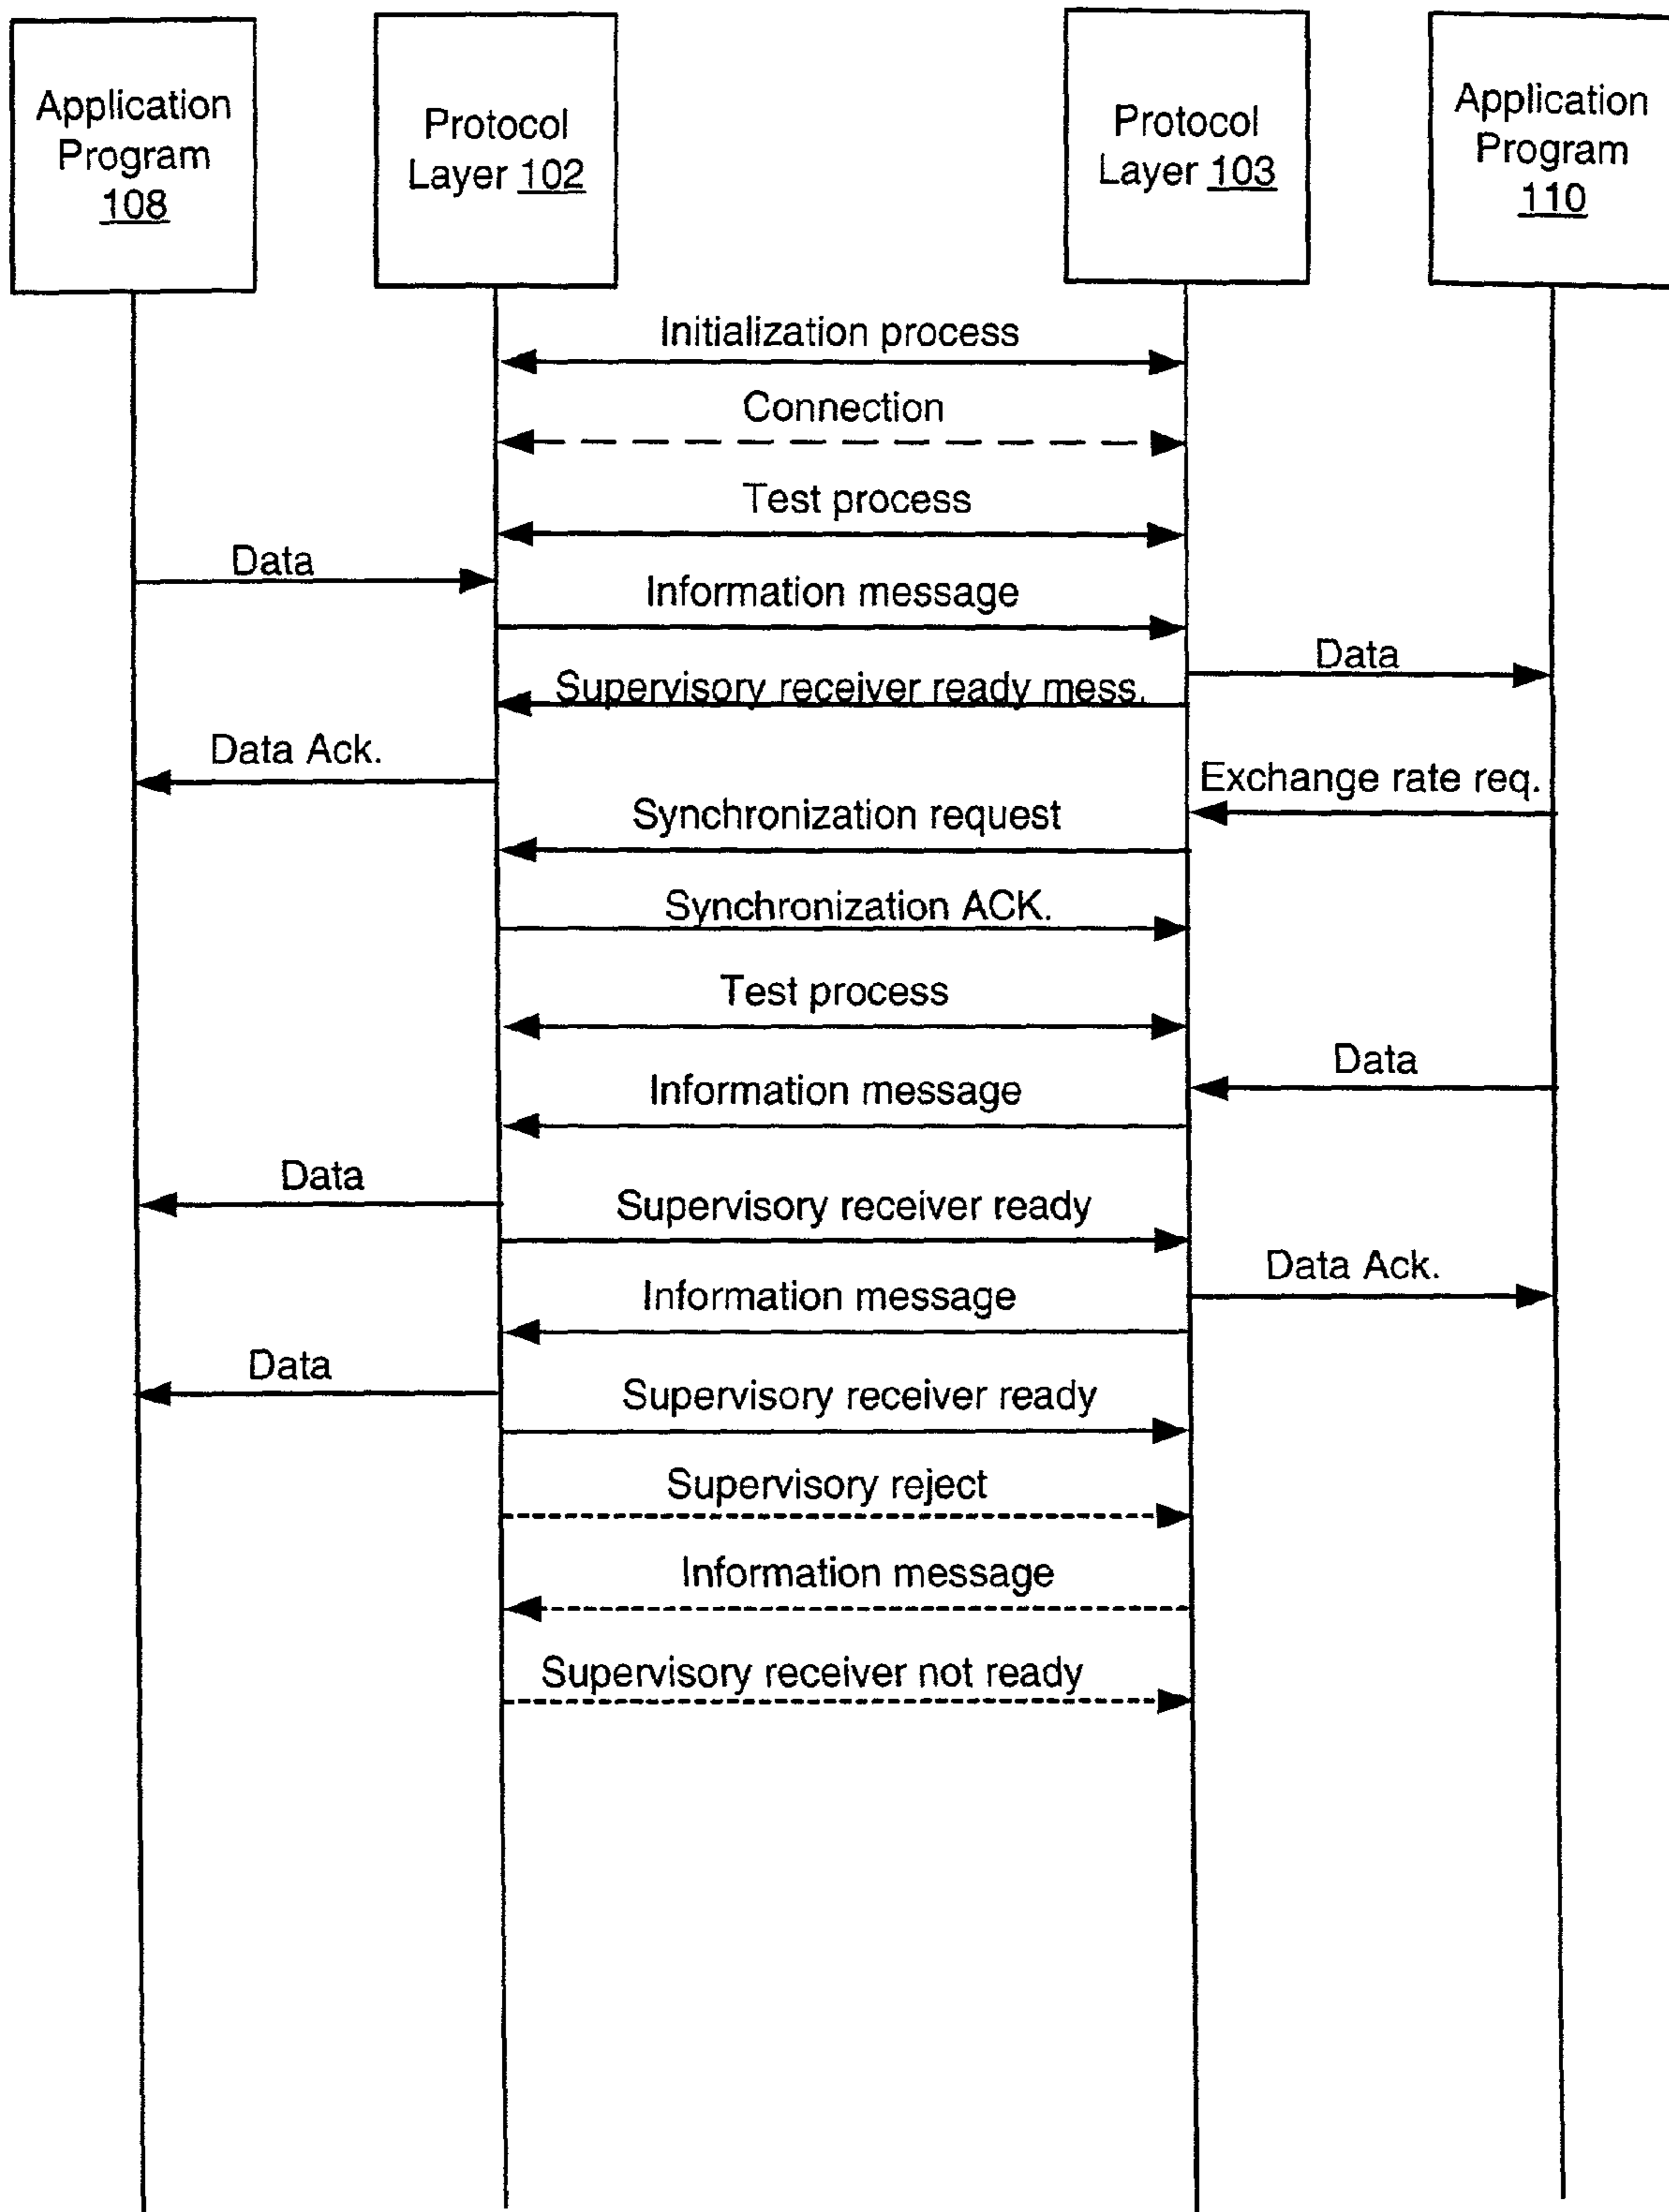 Application
Program
108
Protocol
Layer 102
Protocol
Layer 103
Application
Program
110
Initialization process
Connection
Test process
Data
Information message
Data
Supervisory receiver ready mess.
Data Ack.
Exchange rate req.
Synchronization request
Synchronization ACK.
Test process
Data
Information message
Data
Supervisory receiver ready
Data Ack.
Information message
Data
Supervisory receiver ready
Supervisory reject
Information message
Supervisory receiver not ready